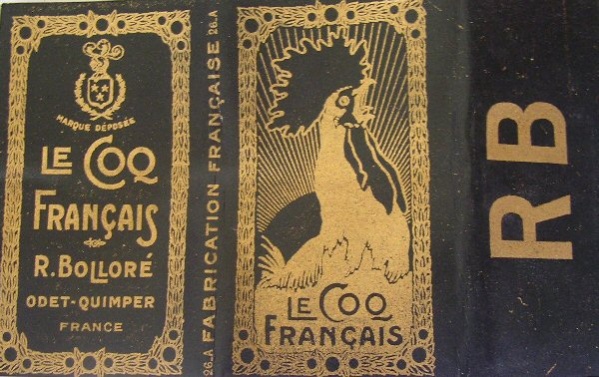 MARQUE DÉPOSÉE
LE COQ
FRANÇAIS
R. BOLLORÉ
ODET-QUIMPER
FRANCE
26.A FABRICATION FRANÇAISE 26.A
LE COQ
FRANÇAIS
RB